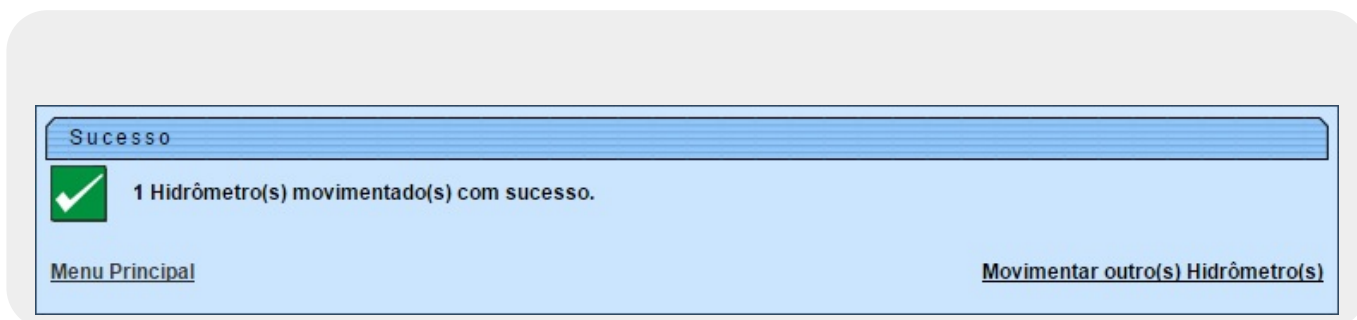 Sucesso
1 Hidrômetro(s) movimentado(s) com sucesso.
Menu Principal
Movimentar outro(s) Hidrômetro(s)